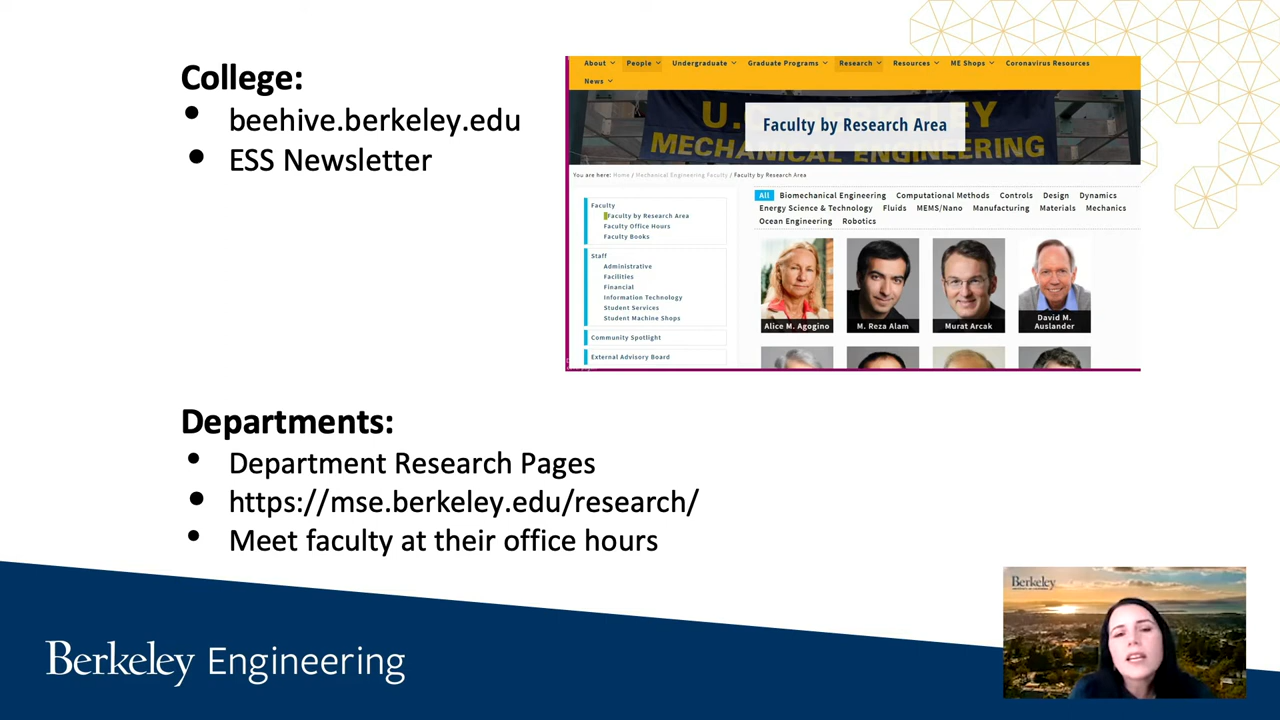 College:
beehive.berkeley.edu
ESS Newsletter
About People Undergraduate Graduate Programs Research Resources ME Shops Coronavirus Resources
News
Faculty by Research Area
MECHANICAL ENGINEERING
You are here: Home / Mechanical Engineering Faculty / Faculty by Research Area
Faculty
Faculty by Research Area
Faculty Office Hours
Faculty Books
Staff
Administrative
Facilities
Financial
Information Technology
Student Services
Student Machine Shops
Community Spotlight
External Advisory Board
All Biomechanical Engineering Computational Methods Controls Design Dynamics
Energy Science & Technology Fluids MEMS/Nano Manufacturing Materials Mechanics
Ocean Engineering Robotics
Alice M. Agogino
M. Reza Alam
Murat Arcak
David M.
Auslander
Departments:
Department Research Pages
https://mse.berkeley.edu/research/
Meet faculty at their office hours
Berkeley Engineering
Berkeley